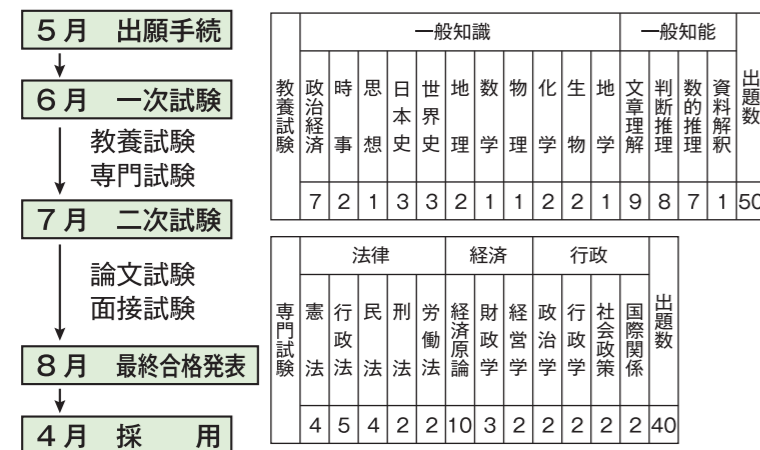 5月 出願手続
6月 一次試験
教養試験
専門試験
7月 二次試験
論文試験
面接試験
8月 最終合格発表
4月 採用
教養試験
一般知識 一般知能
政治経済 時事 思想 日本史 世界史 地理 数学 物理 化学 生物 地学 文章理解 判断推理 数的推理 資料解釈 出題数
7 2 1 3 3 2 1 1 2 2 1 9 8 7 1 50
専門試験
法律 経済 行政
憲法 行政法 民法 刑法 労働法 経済原論 財政学 経営学 政治学 行政学 社会政策 国際関係 出題数
4 5 4 2 2 10 3 2 2 2 2 2 40